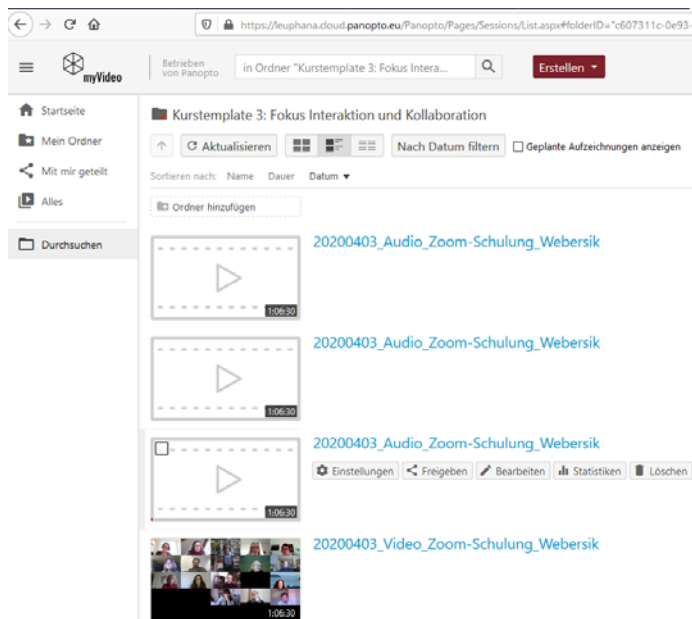 https://leuphana.cloud.panopto.eu/Panopto/Pages/Sessions/List.aspx#folderID="c607311c-0e93-
myVideo
Betrieben
von Panopto
in Ordner "Kurstemplate 3: Fokus Intera...
Erstellen
Startseite
Mein Ordner
Mit mir geteilt
Alles
Durchsuchen
Kurstemplate 3: Fokus Interaktion und Kollaboration
Aktualisieren
Nach Datum filtern
Geplante Aufzeichnungen anzeigen
Sortieren nach: Name Dauer Datum
Ordner hinzufügen
20200403_Audio_Zoom-Schulung_Webersik
1:06:30
20200403_Audio_Zoom-Schulung_Webersik
1:06:30
20200403_Audio_Zoom-Schulung_Webersik
Einstellungen Freigeben Bearbeiten Statistiken Löschen
1:06:30
20200403_Video_Zoom-Schulung_Webersik
1:06:30